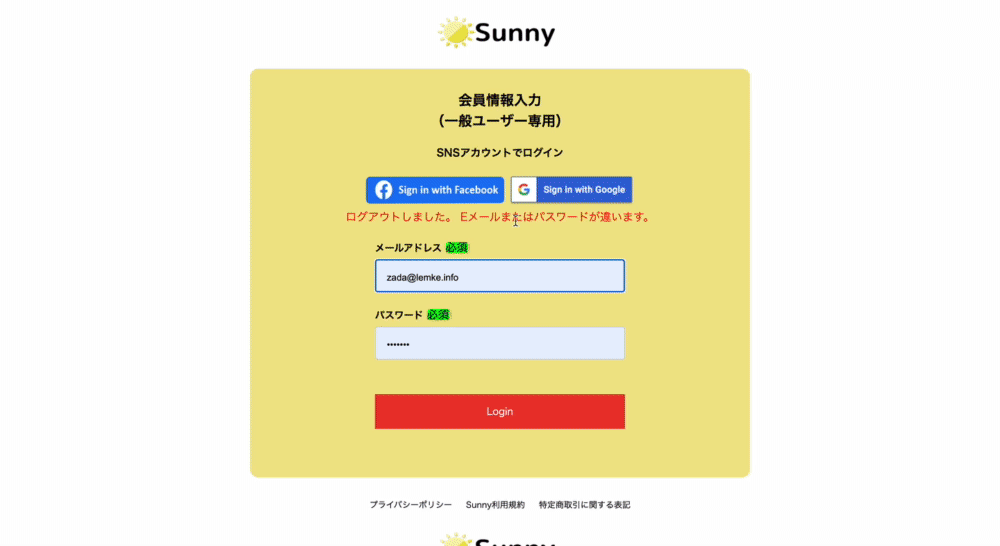 Sunny
会員情報入力
（一般ユーザー専用）
SNSアカウントでログイン
Sign in with Facebook
Sign in with Google
ログアウトしました。 Eメールまたはパスワードが違います。
メールアドレス 必須
zada@lemke.info
パスワード 必須
•••••••
Login
プライバシーポリシー Sunny利用規約 特定商取引に関する表記
Sunny